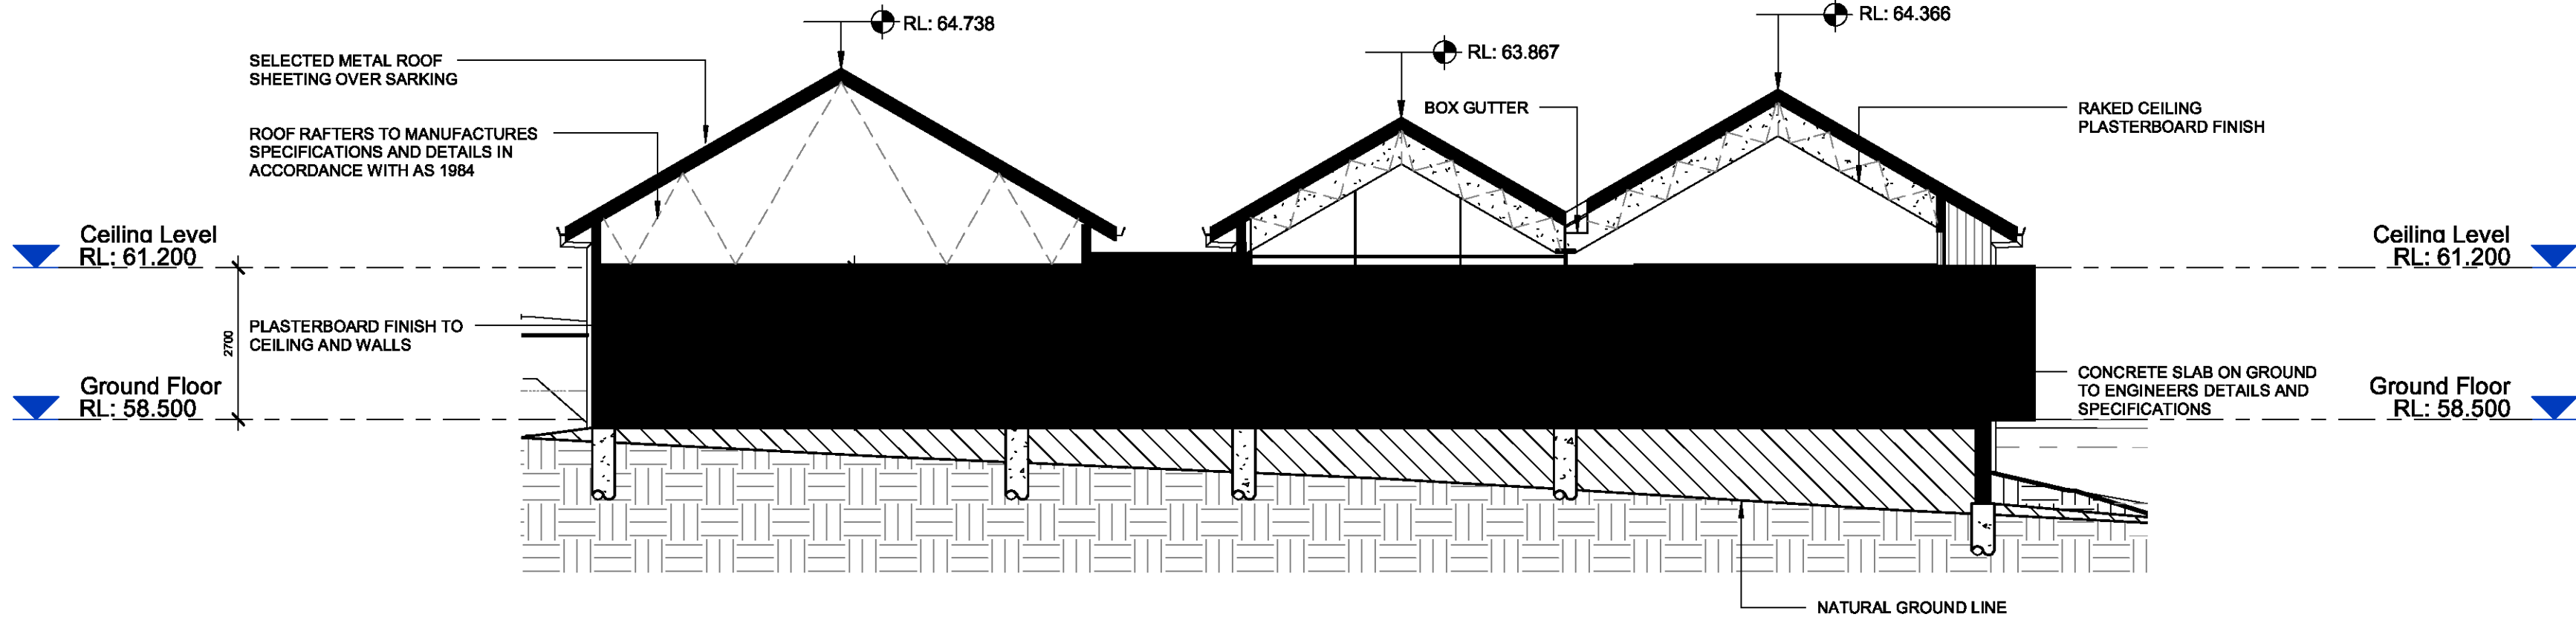 RL: 64.738
RL: 64.366
RL: 63.867
SELECTED METAL ROOF
SHEETING OVER SARKING
BOX GUTTER
RAKED CEILING
PLASTERBOARD FINISH
ROOF RAFTERS TO MANUFACTURES
SPECIFICATIONS AND DETAILS IN
ACCORDANCE WITH AS 1984
Ceiling Level
RL: 61.200
Ceiling Level
RL: 61.200
2700
PLASTERBOARD FINISH TO
CEILING AND WALLS
Ground Floor
RL: 58.500
CONCRETE SLAB ON GROUND
TO ENGINEERS DETAILS AND
SPECIFICATIONS
Ground Floor
RL: 58.500
NATURAL GROUND LINE